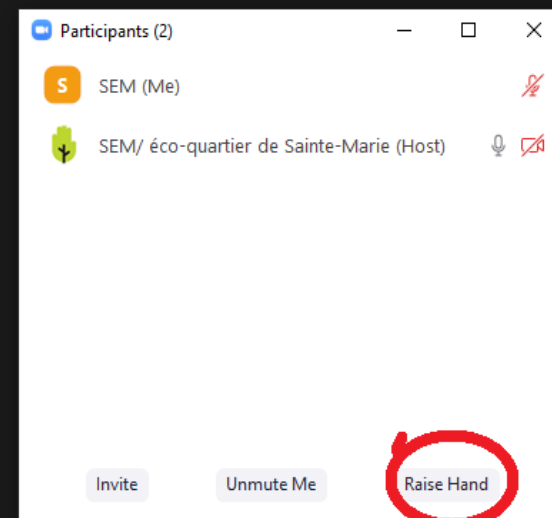 Participants (2)
S SEM (Me)
SEM/ éco-quartier de Sainte-Marie (Host)
Invite Unmute Me Raise Hand